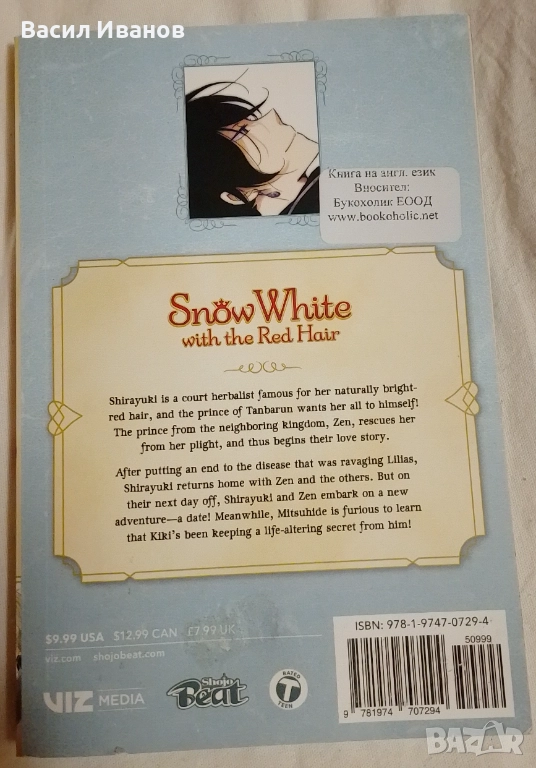 Васил Иванов
Книга на англ. език
Вносител:
Букохолик ЕООД
www.bookoholic.net
Snow White
with the Red Hair
Shirayuki is a court herbalist famous for her naturally bright-
red hair, and the prince of Tanbarun wants her all to himself!
The prince from the neighboring kingdom, Zen, rescues her
from her plight, and thus begins their love story.
After putting an end to the disease that was ravaging Lilias,
Shirayuki returns home with Zen and the others. But on
their next day off, Shirayuki and Zen embark on a new
adventure—a date! Meanwhile, Mitsuhide is furious to learn
that Kiki's been keeping a life-altering secret from him!
ISBN: 978-1-9747-0729-4
50999
$9.99 USA $12.99 CAN £7.99 UK
viz.com shojobeat.com
VIZ MEDIA
Shojo
Beat
RATED
T
TEEN
9 781974 707294
BAZAR